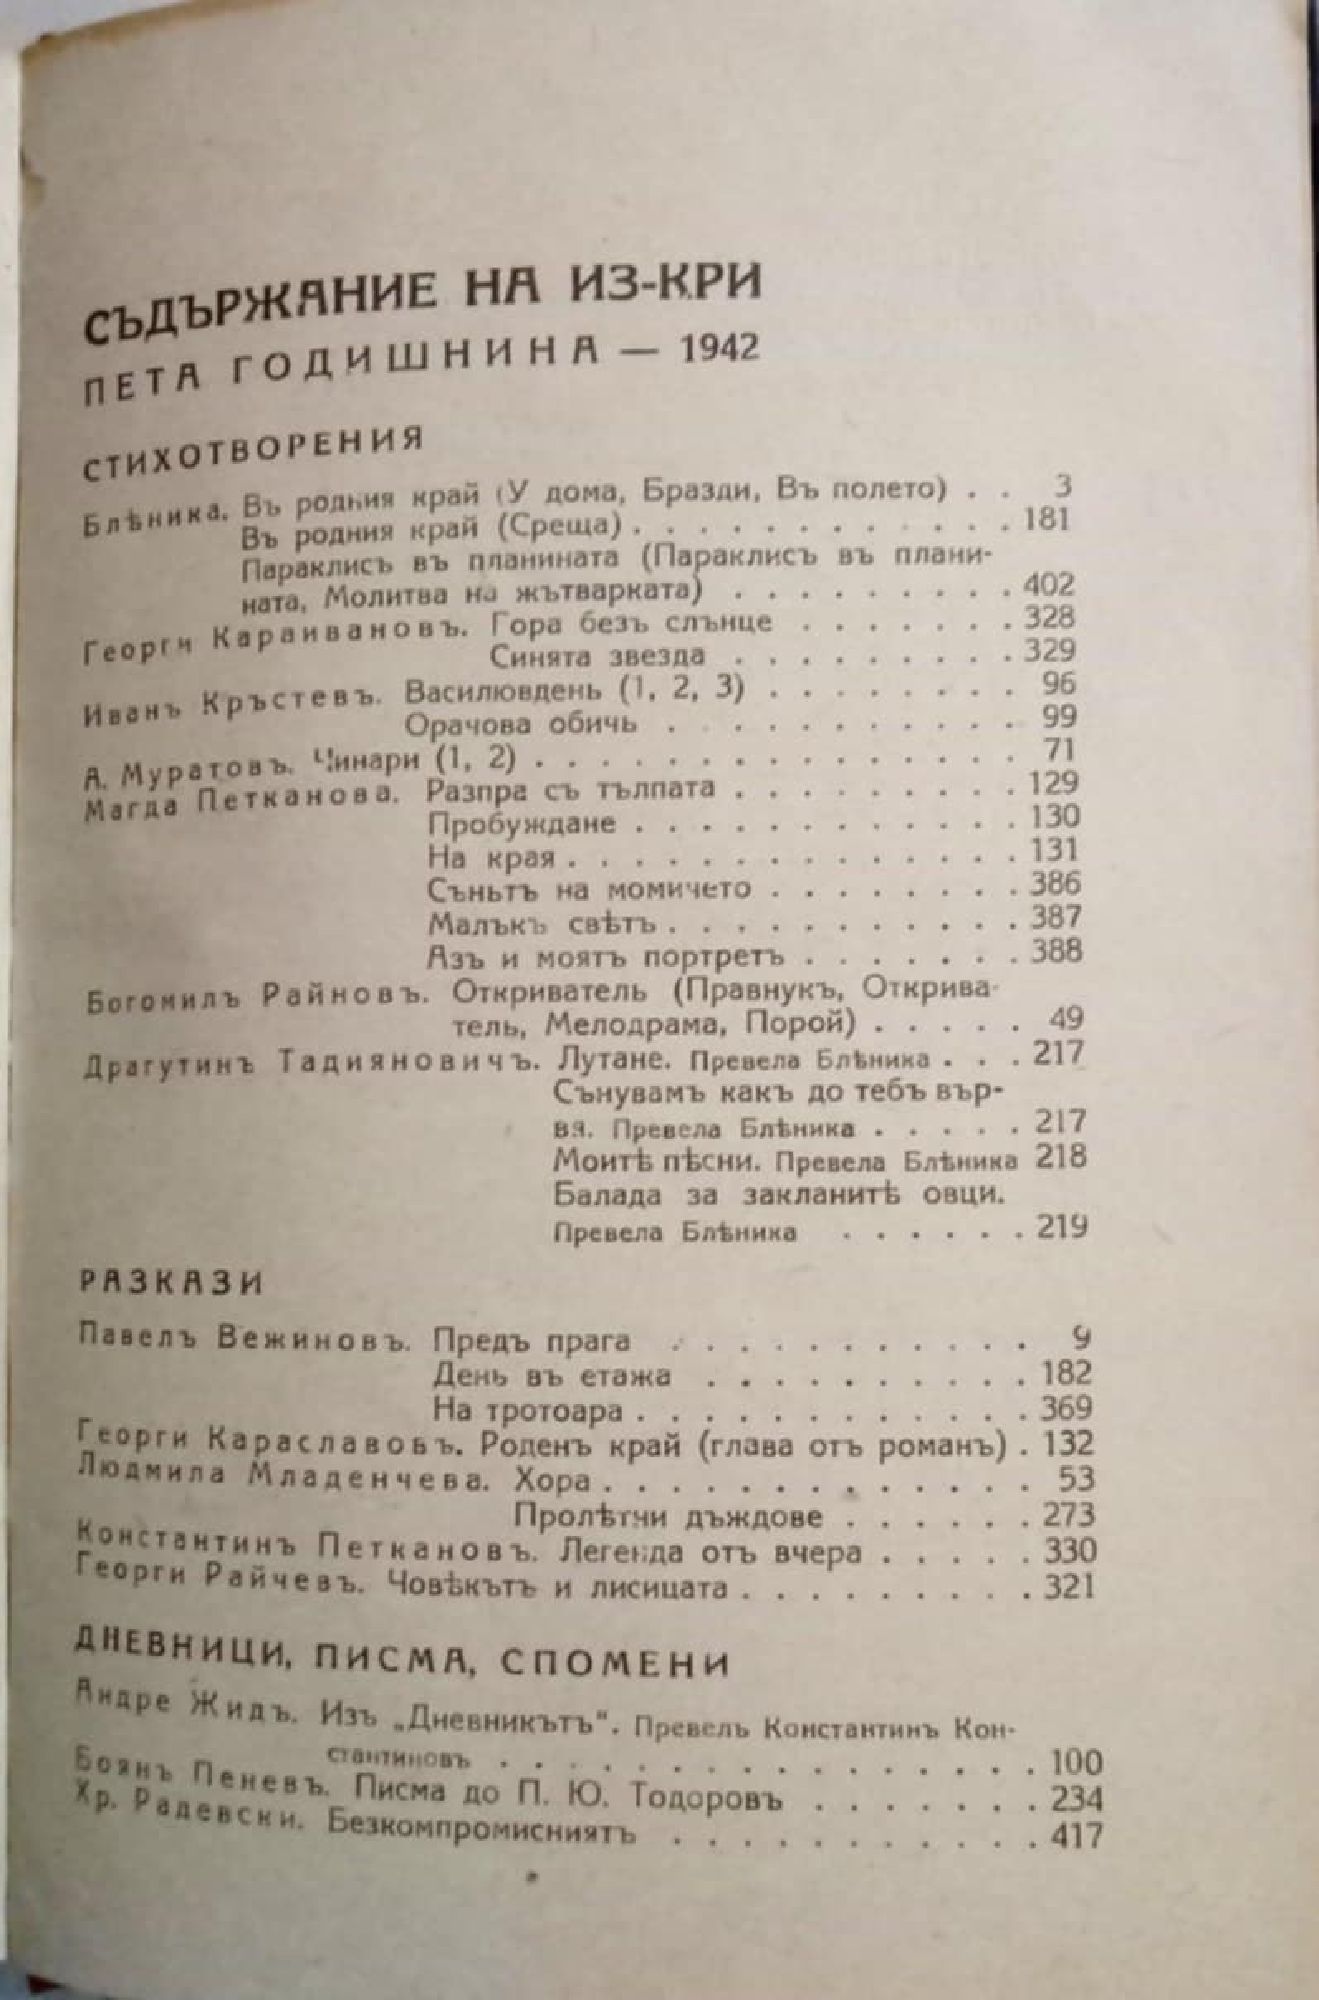 СЪДЪРЖАНИЕ НА ИЗ-КРИ
ПЕТА ГОДИШНИНА — 1942
СТИХОТВОРЕНИЯ
Блѣника. Въ родния край (У дома, Бразди, Въ полето) . . 3
Въ родния край (Среща) . . . . . . . . . . . . 181
Параклисъ въ планината (Параклисъ въ плани-
ната, Молитва на жътварката) . . . . . . . . . 402
Георги Караивановъ. Гора безъ слънце . . . . . . . 328
Синята звезда . . . . . . . . . 329
Иванъ Кръстевъ. Василювдень (1, 2, 3) . . . . . . . . 96
Орачова обичь . . . . . . . . . . . 99
А. Муратовъ. Чинари (1, 2) . . . . . . . . . . . . . . . 71
Магда Петканова. Разпра съ тълпата . . . . . . . . . 129
Пробуждане . . . . . . . . . . . . 130
На края . . . . . . . . . . . . . . 131
Съньтъ на момичето . . . . . . . . 386
Малъкъ свѣтъ . . . . . . . . . . . 387
Азъ и моятъ портретъ . . . . . . . 388
Богомилъ Райновъ. Откриватель (Правнукъ, Открива-
тель, Мелодрама, Порой) . . . . . 49
Драгутинъ Тадияновичъ. Лутане. Превела Блѣника . . . 217
Сънувамъ какъ до тебъ вър-
вя. Превела Блѣника . . . . . 217
Моитѣ пѣсни. Превела Блѣника 218
Балада за закланитѣ овци.
Превела Блѣника . . . . . . 219
РАЗКАЗИ
Павелъ Вежиновъ. Предъ прага . . . . . . . . . . . 9
День въ етажа . . . . . . . . . . 182
На тротоара . . . . . . . . . . . . 369
Георги Караславовъ. Роденъ край (глава отъ романъ) . 132
Людмила Младенчева. Хора . . . . . . . . . . . . . 53
Пролѣтни дъждове . . . . . . 273
Константинъ Петкановъ. Легенда отъ вчера . . . . . 330
Георги Райчевъ. Човѣкътъ и лисицата . . . . . . . . . 321
ДНЕВНИЦИ, ПИСМА, СПОМЕНИ
Андре Жидъ. Изъ „Дневникътъ“. Превелъ Константинъ Кон-
стантиновъ . . . . . . . . . . . . . . . . 100
Боянъ Пеневъ. Писма до П. Ю. Тодоровъ . . . . . . . 234
Хр. Радевски. Безкомпромисниятъ . . . . . . . . . . . 417